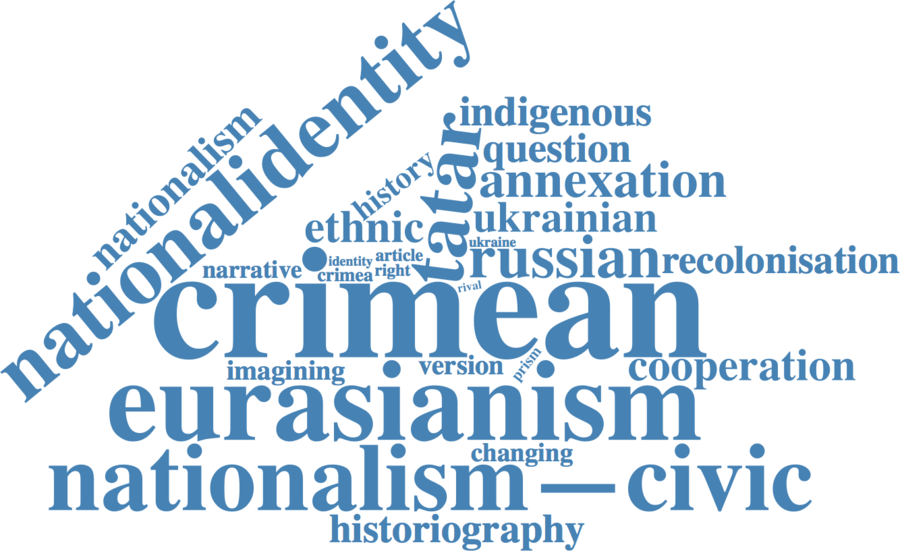 nationalidentity
nationalism
indigenous
question
tatar
annexation
history
ukrainian
ethnic
ukraine
russian
recolonisation
identity
article
narrative
crimea
right
rival
crimean
imagining
version
prism
cooperation
eurasianism
changing
nationalism — civic
historiography